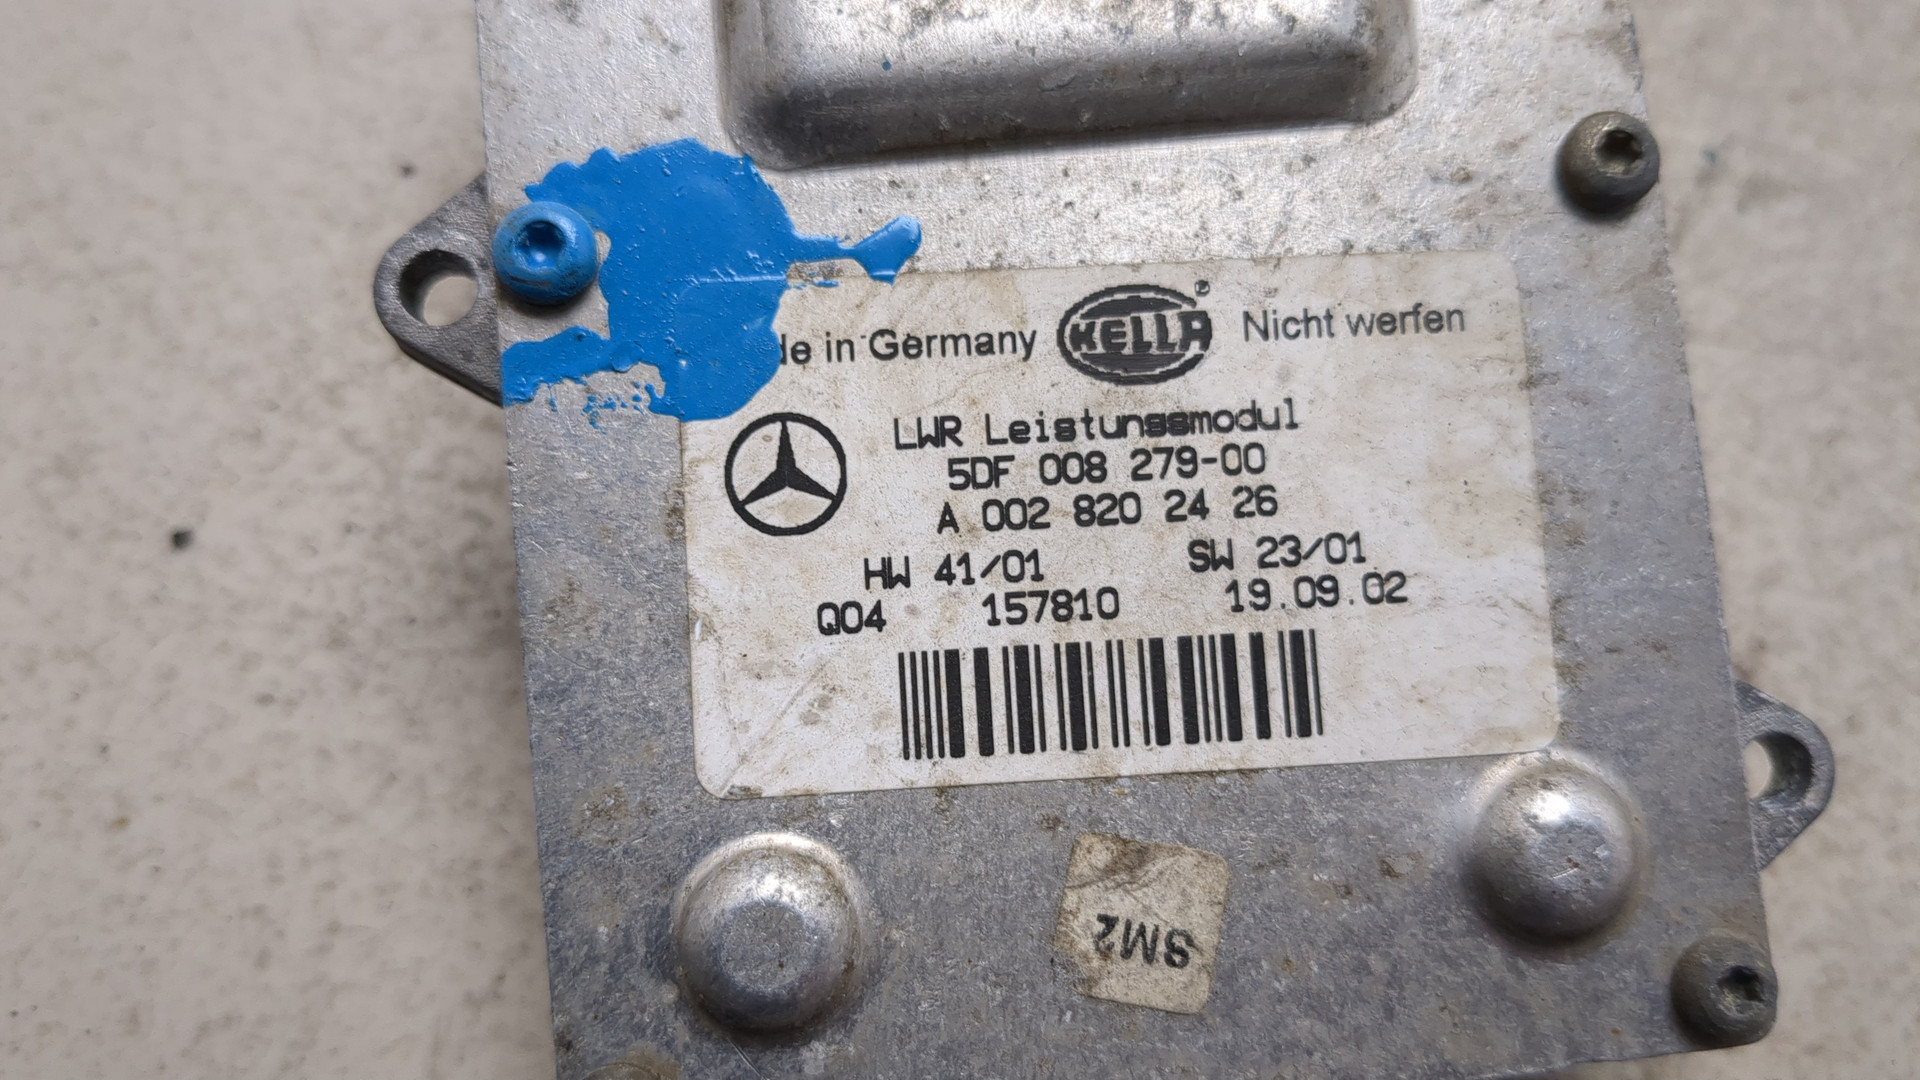 de in Germany HELLA® Nicht werfen
LWR Leistungsmodul
5DF 008 279-00
A 002 820 24 26
HW 41/01 SW 23/01
Q04 157810 19.09.02
SM2